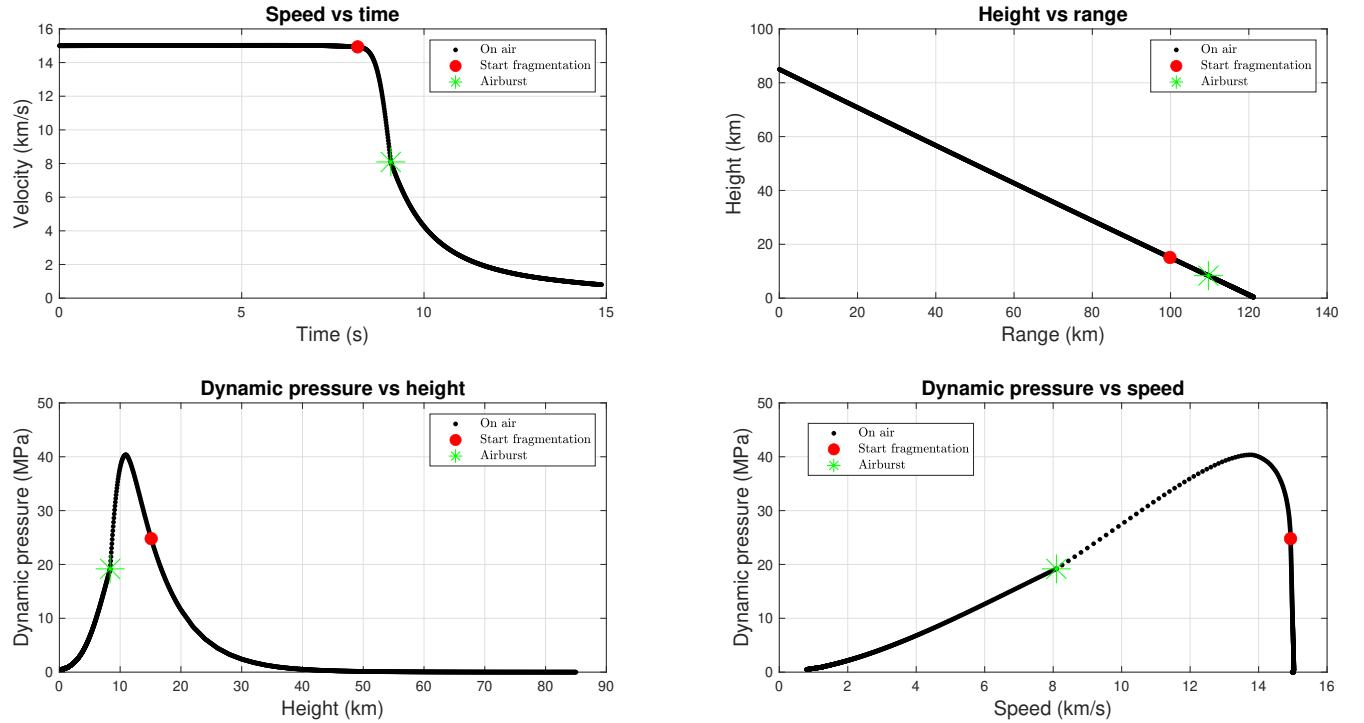 Speed vs time
16
14
12
10
8
6
4
2
0
Velocity (km/s)
0 5 10 15
Time (s)
On air
Start fragmentation
Airburst
Height vs range
100
80
60
40
20
0
Height (km)
0 20 40 60 80 100 120 140
Range (km)
On air
Start fragmentation
Airburst
Dynamic pressure vs height
50
40
30
20
10
0
Dynamic pressure (MPa)
0 10 20 30 40 50 60 70 80 90
Height (km)
On air
Start fragmentation
Airburst
Dynamic pressure vs speed
50
40
30
20
10
0
Dynamic pressure (MPa)
0 2 4 6 8 10 12 14 16
Speed (km/s)
On air
Start fragmentation
Airburst